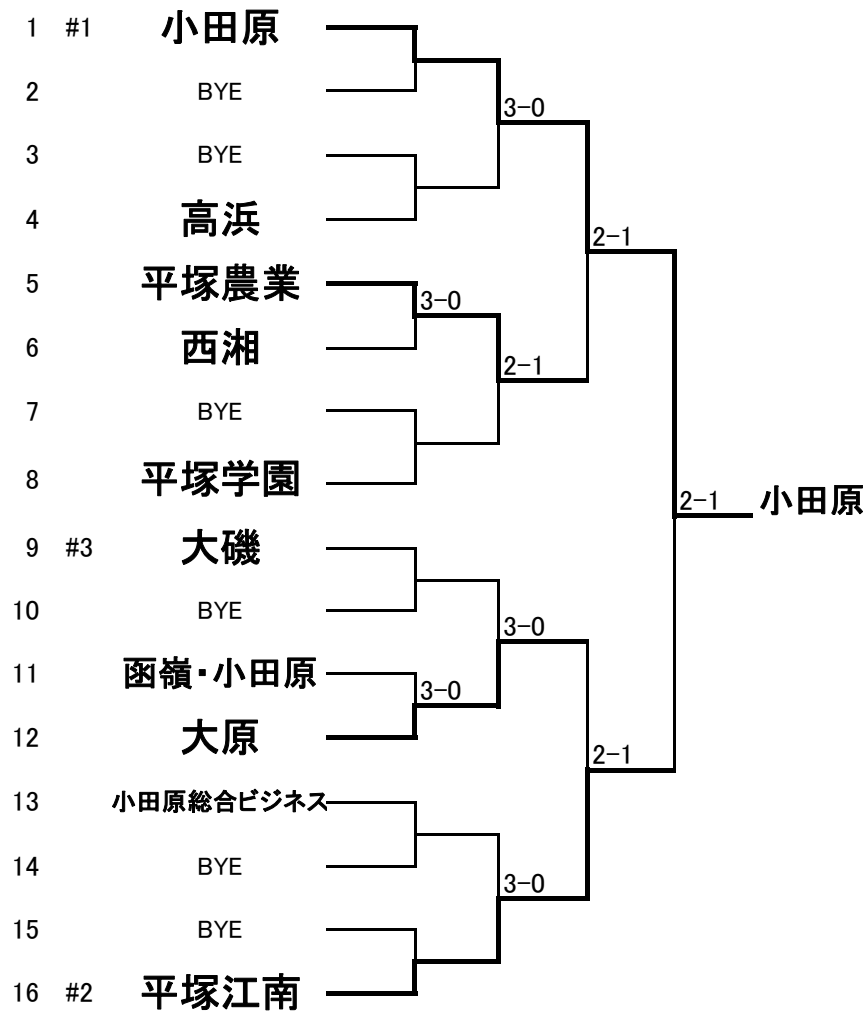 1 #1 小田原
2 BYE
3-0
3 BYE
4 高浜
2-1
5 平塚農業
3-0
6 西湘
2-1
7 BYE
8 平塚学園
2-1 小田原
9 #3 大磯
10 BYE
3-0
11 函嶺・小田原
3-0
12 大原
2-1
13 小田原総合ビジネス
14 BYE
3-0
15 BYE
16 #2 平塚江南